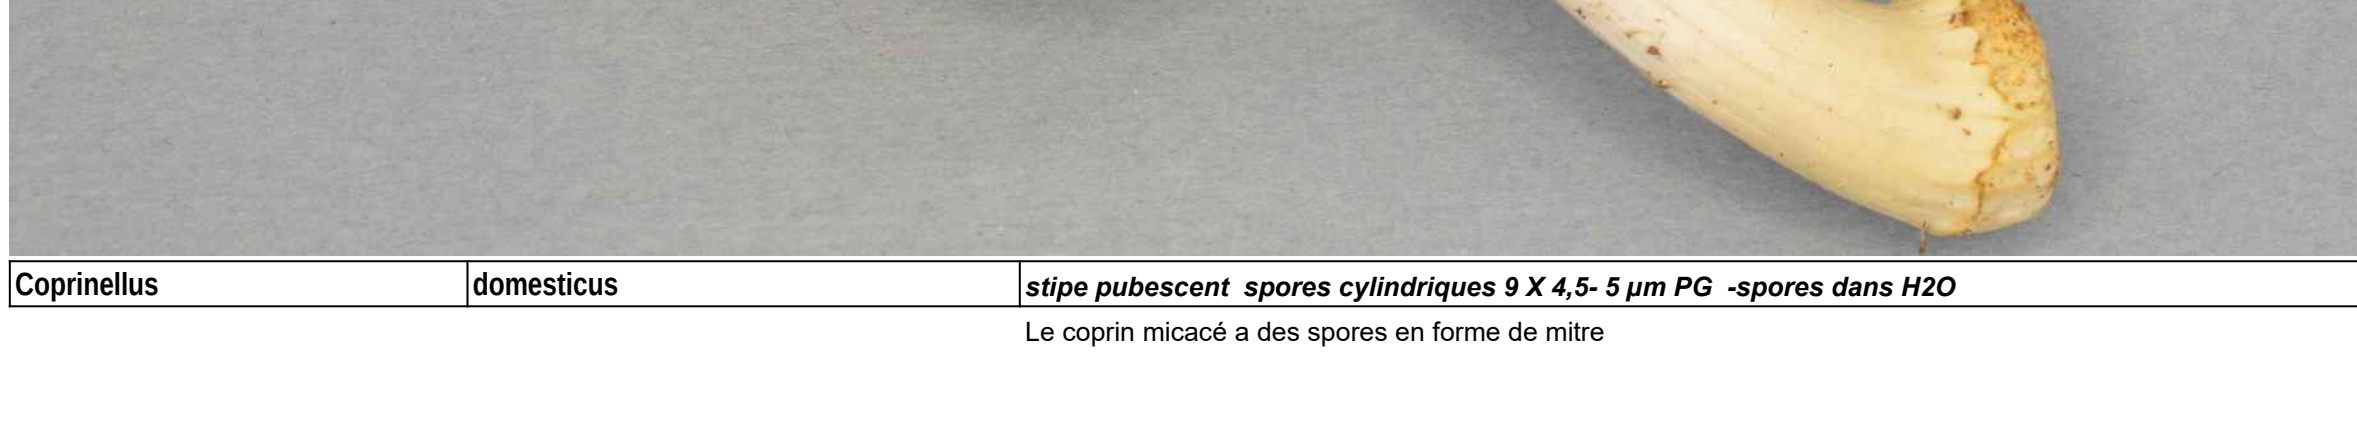 Coprinellus domesticus stipe pubescent  spores cylindriques 9 X 4,5- 5 µm PG  -spores dans H2O
Le coprin micacé a des spores en forme de mitre